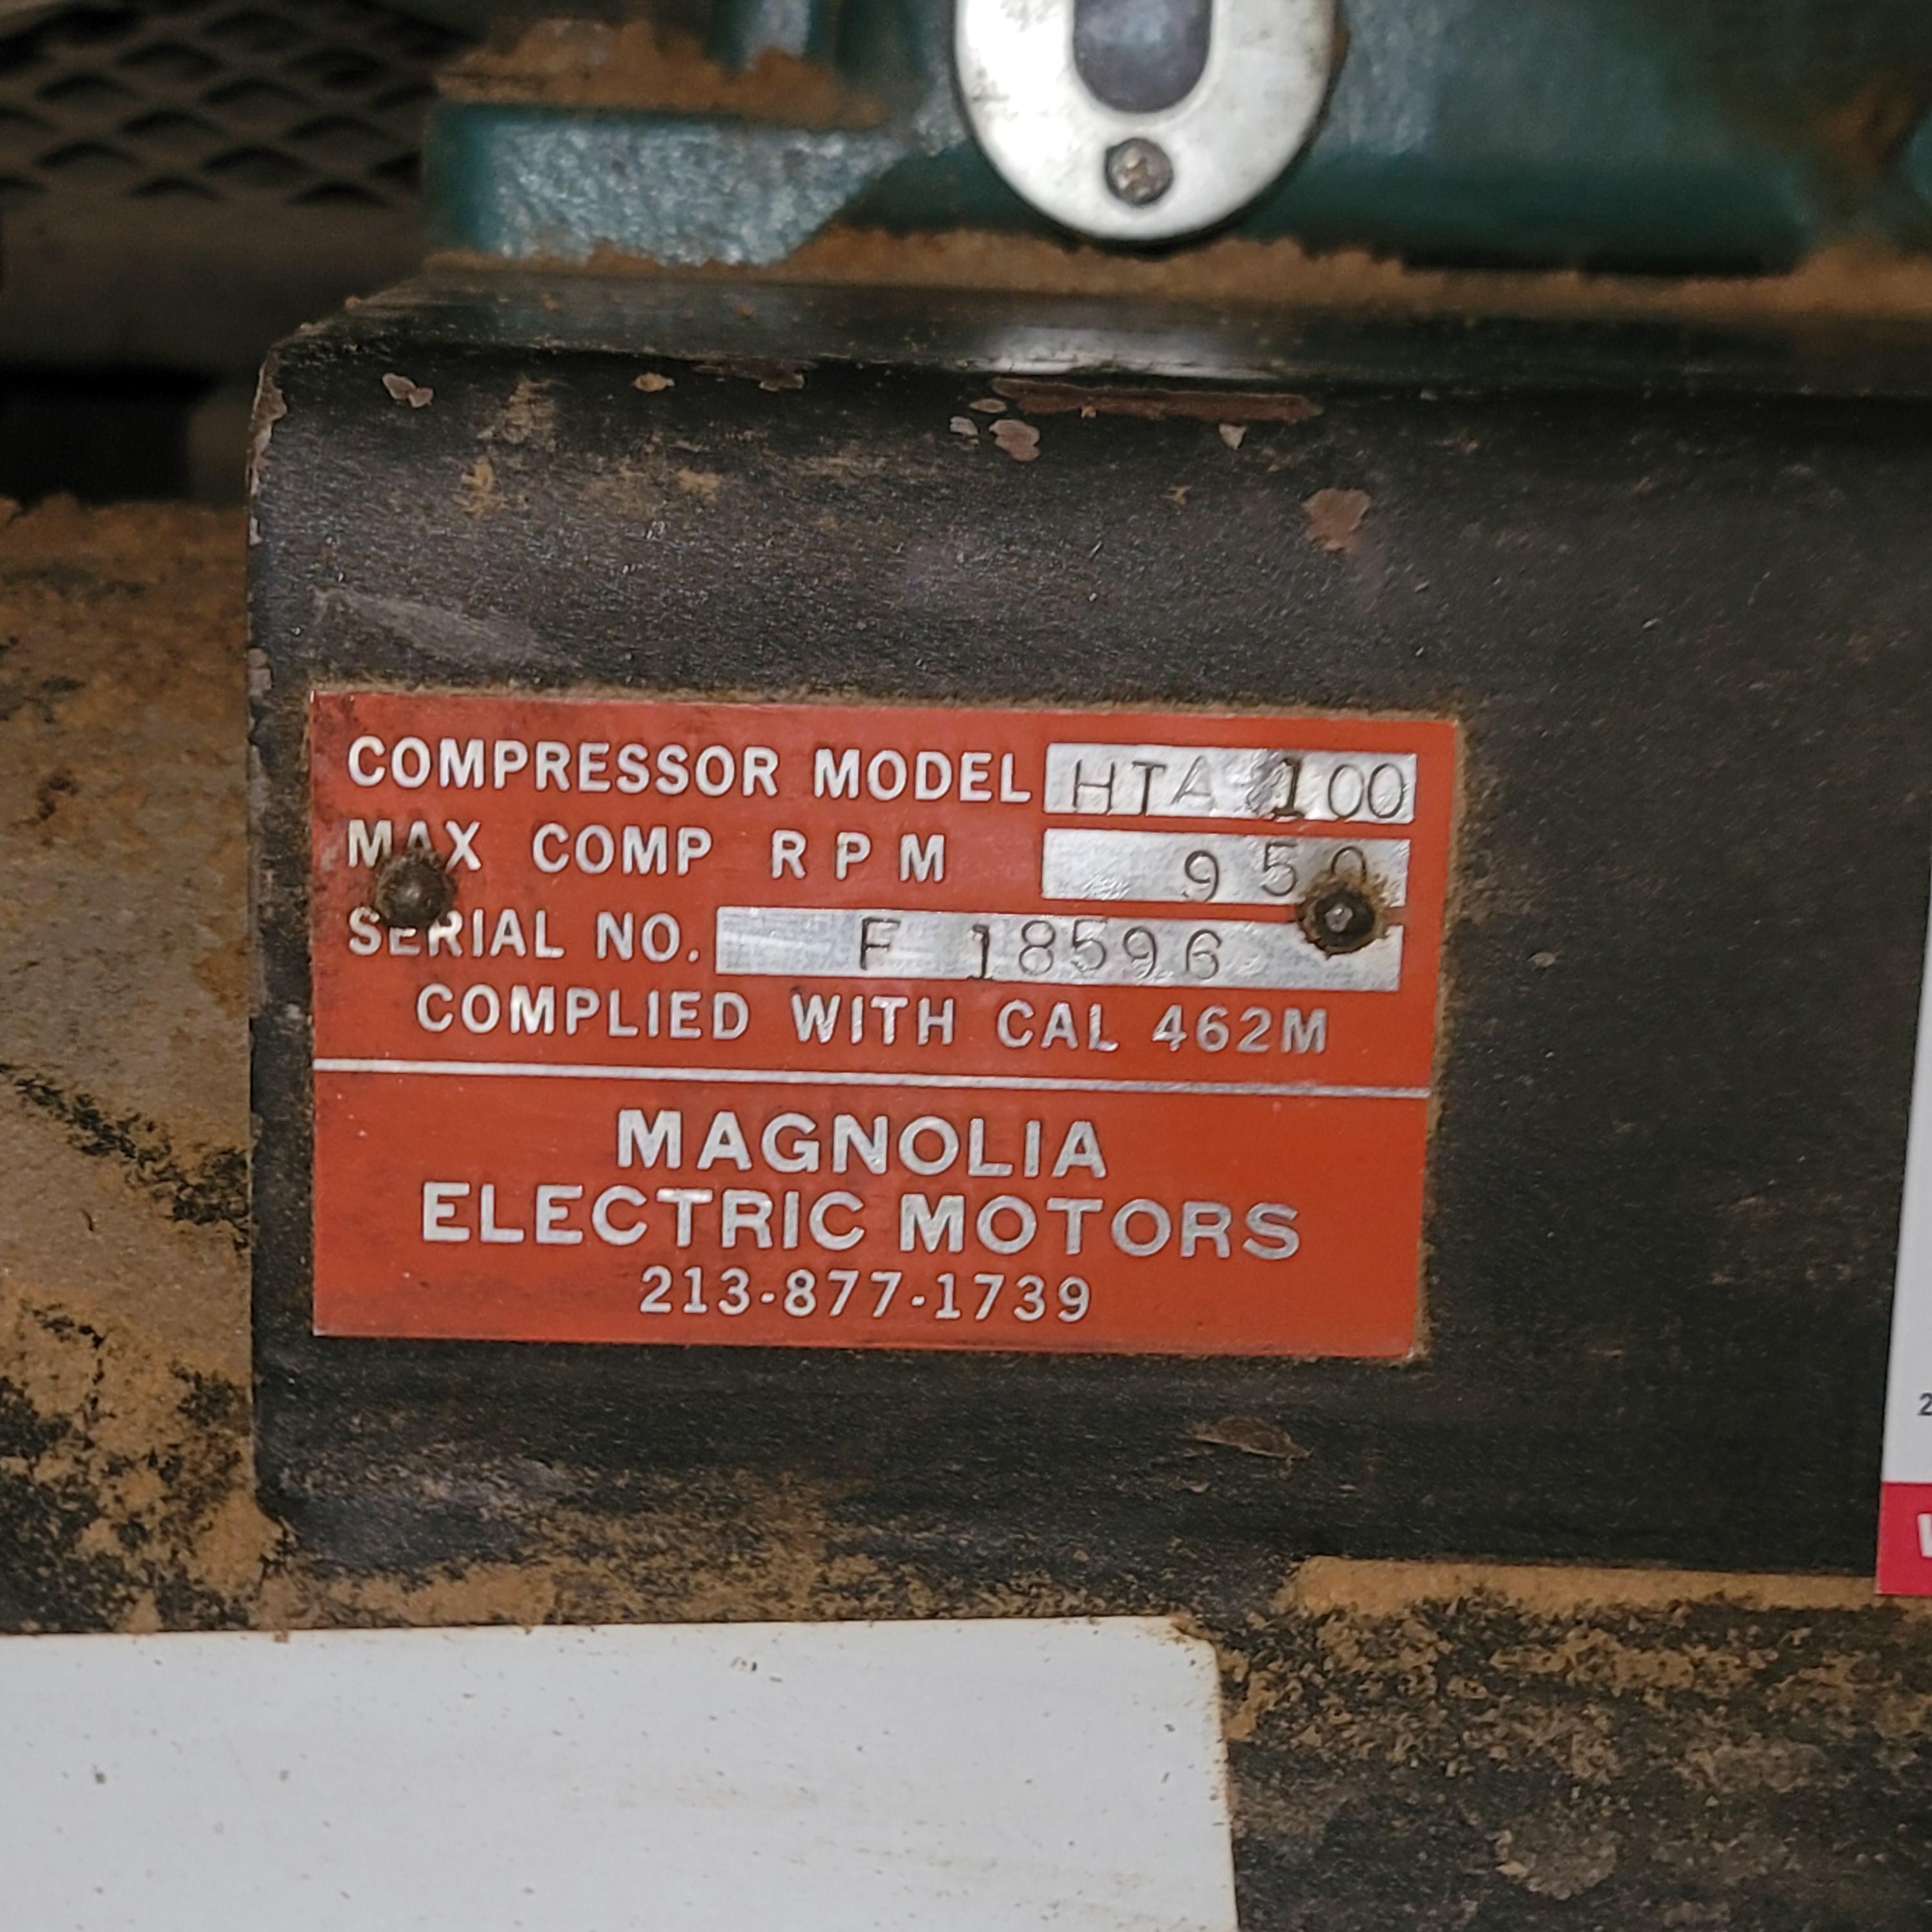 COMPRESSOR MODEL HTA 100
MAX COMP RPM 950
SERIAL NO. F 18596
COMPLIED WITH CAL 462M
MAGNOLIA
ELECTRIC MOTORS
213-877-1739
2